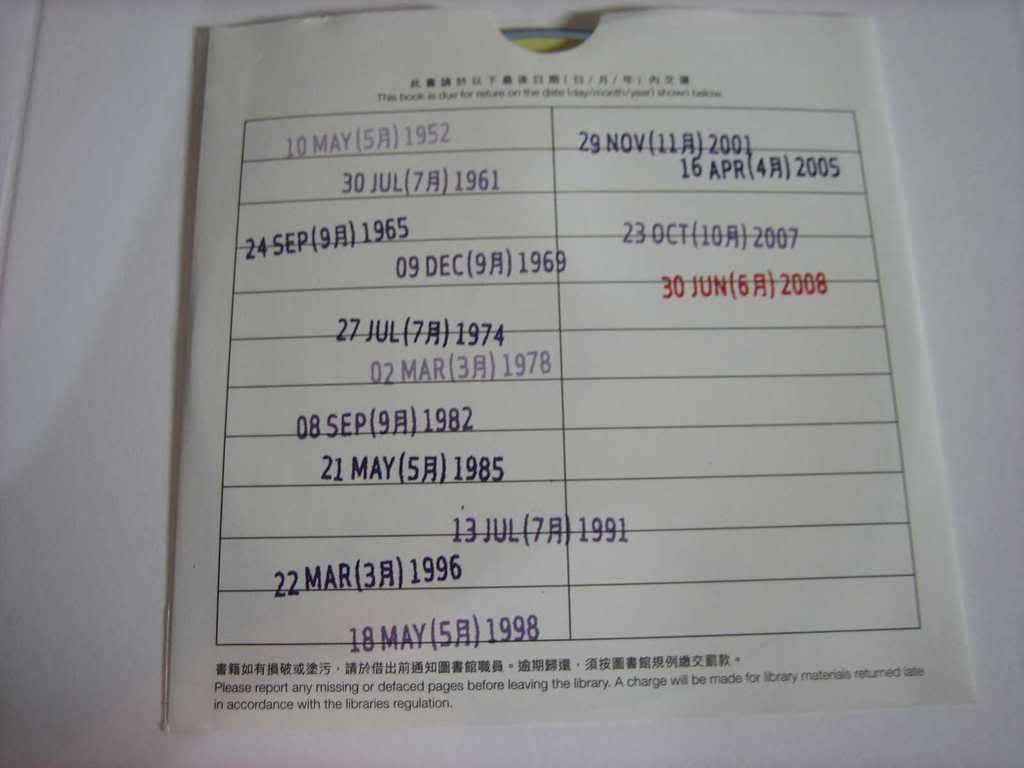 此書請於以下最後日期(日/月/年)內交還
This book is due for return on the date (day/month/year) shown below.
10 MAY(5月) 1952
30 JUL(7月) 1961
24 SEP(9月) 1965
09 DEC(9月) 1969
27 JUL(7月) 1974
02 MAR(3月) 1978
08 SEP(9月) 1982
21 MAY(5月) 1985
13 JUL(7月) 1991
22 MAR(3月) 1996
18 MAY(5月) 1998
29 NOV(11月) 2001
16 APR(4月) 2005
23 OCT(10月) 2007
30 JUN(6月) 2008
書籍如有損破或塗污,請於借出前通知圖書館職員。逾期歸還,須按圖書館規例繳交罰款。
Please report any missing or defaced pages before leaving the library. A charge will be made for library materials returned late
in accordance with the libraries regulation.